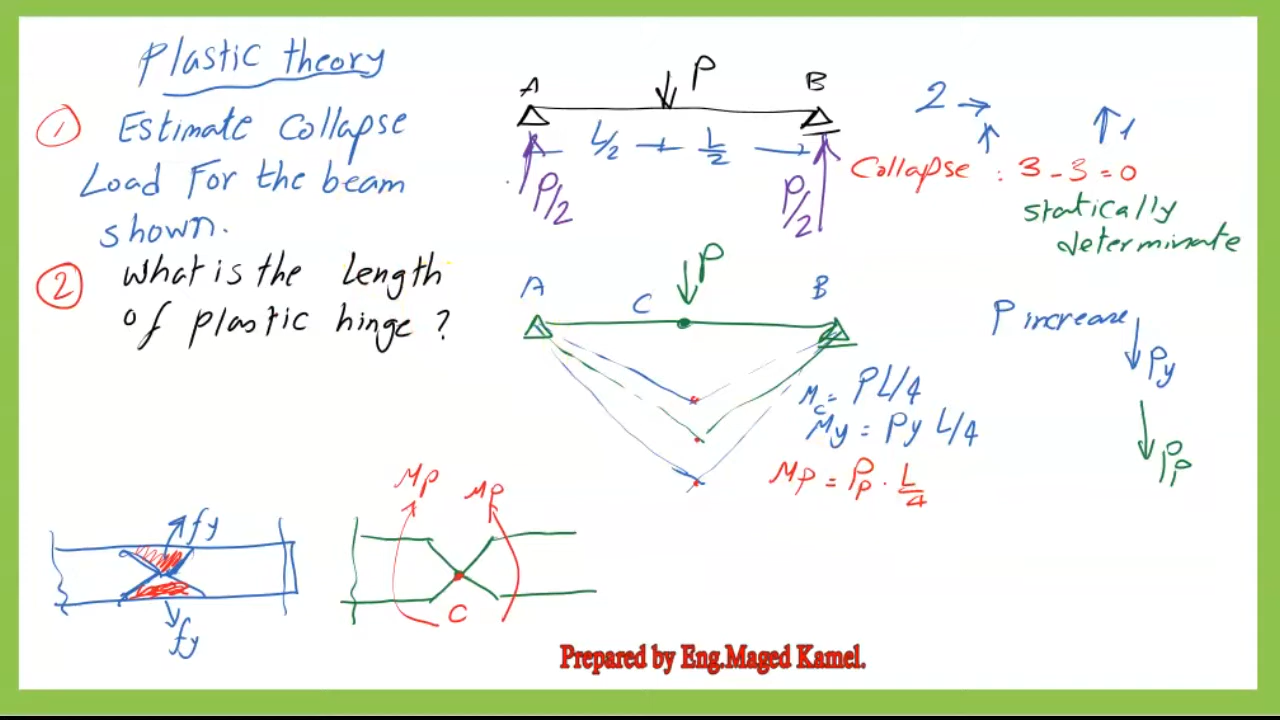 Plastic theory
1 Estimate Collapse
Load For the beam
shown.
2 What is the length
of plastic hinge ?
P
A
B
L/2
L/2
P/2
P/2
2 →
↑ ↑ 1
Collapse : 3 - 3 = 0
statically
determinate
P
A
C
B
P increase
Py
Pp
Mc = PL/4
My = Py L/4
Mp = Pp . L/4
Mp
Mp
C
fy
fy
Prepared by Eng.Maged Kamel.